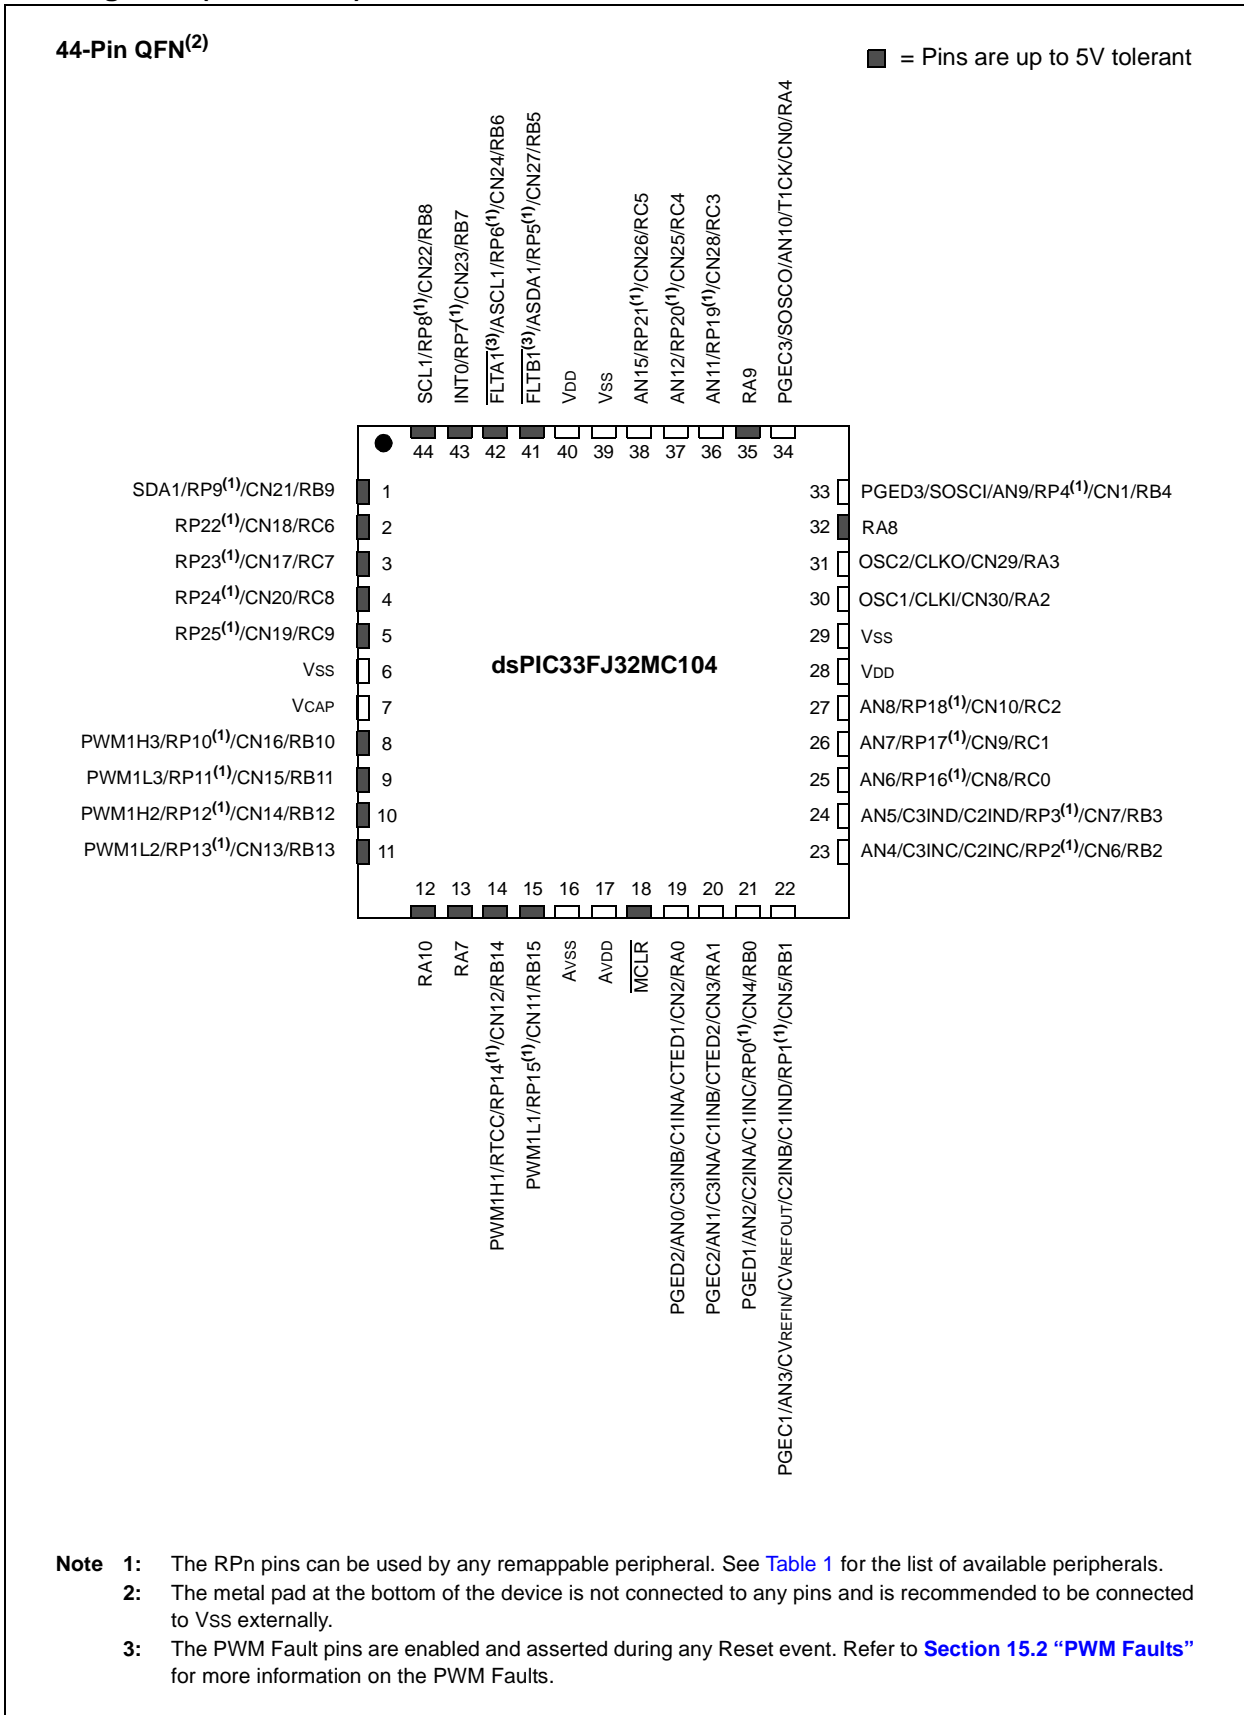 44-Pin QFN(2)
= Pins are up to 5V tolerant
SCL1/RP8(1)/CN22/RB8
INT0/RP7(1)/CN23/RB7
FLTA1(3)/ASCL1/RP6(1)/CN24/RB6
FLTB1(3)/ASDA1/RP5(1)/CN27/RB5
VDD
VSS
AN15/RP21(1)/CN26/RC5
AN12/RP20(1)/CN25/RC4
AN11/RP19(1)/CN28/RC3
RA9
PGEC3/SOSCO/AN10/T1CK/CN0/RA4
44 43 42 41 40 39 38 37 36 35 34
SDA1/RP9(1)/CN21/RB9 1
RP22(1)/CN18/RC6 2
RP23(1)/CN17/RC7 3
RP24(1)/CN20/RC8 4
RP25(1)/CN19/RC9 5
VSS 6
VCAP 7
PWM1H3/RP10(1)/CN16/RB10 8
PWM1L3/RP11(1)/CN15/RB11 9
PWM1H2/RP12(1)/CN14/RB12 10
PWM1L2/RP13(1)/CN13/RB13 11
dsPIC33FJ32MC104
33 PGED3/SOSCI/AN9/RP4(1)/CN1/RB4
32 RA8
31 OSC2/CLKO/CN29/RA3
30 OSC1/CLKI/CN30/RA2
29 VSS
28 VDD
27 AN8/RP18(1)/CN10/RC2
26 AN7/RP17(1)/CN9/RC1
25 AN6/RP16(1)/CN8/RC0
24 AN5/C3IND/C2IND/RP3(1)/CN7/RB3
23 AN4/C3INC/C2INC/RP2(1)/CN6/RB2
12 13 14 15 16 17 18 19 20 21 22
RA10
RA7
PWM1H1/RTCC/RP14(1)/CN12/RB14
PWM1L1/RP15(1)/CN11/RB15
AVSS
AVDD
MCLR
PGED2/AN0/C3INB/C1INA/CTED1/CN2/RA0
PGEC2/AN1/C3INA/C1INB/CTED2/CN3/RA1
PGED1/AN2/C2INA/C1INC/RP0(1)/CN4/RB0
PGEC1/AN3/CVREFIN/CVREFOUT/C2INB/C1IND/RP1(1)/CN5/RB1
Note 1: The RPn pins can be used by any remappable peripheral. See Table 1 for the list of available peripherals.
2: The metal pad at the bottom of the device is not connected to any pins and is recommended to be connected
to VSS externally.
3: The PWM Fault pins are enabled and asserted during any Reset event. Refer to Section 15.2 “PWM Faults”
for more information on the PWM Faults.